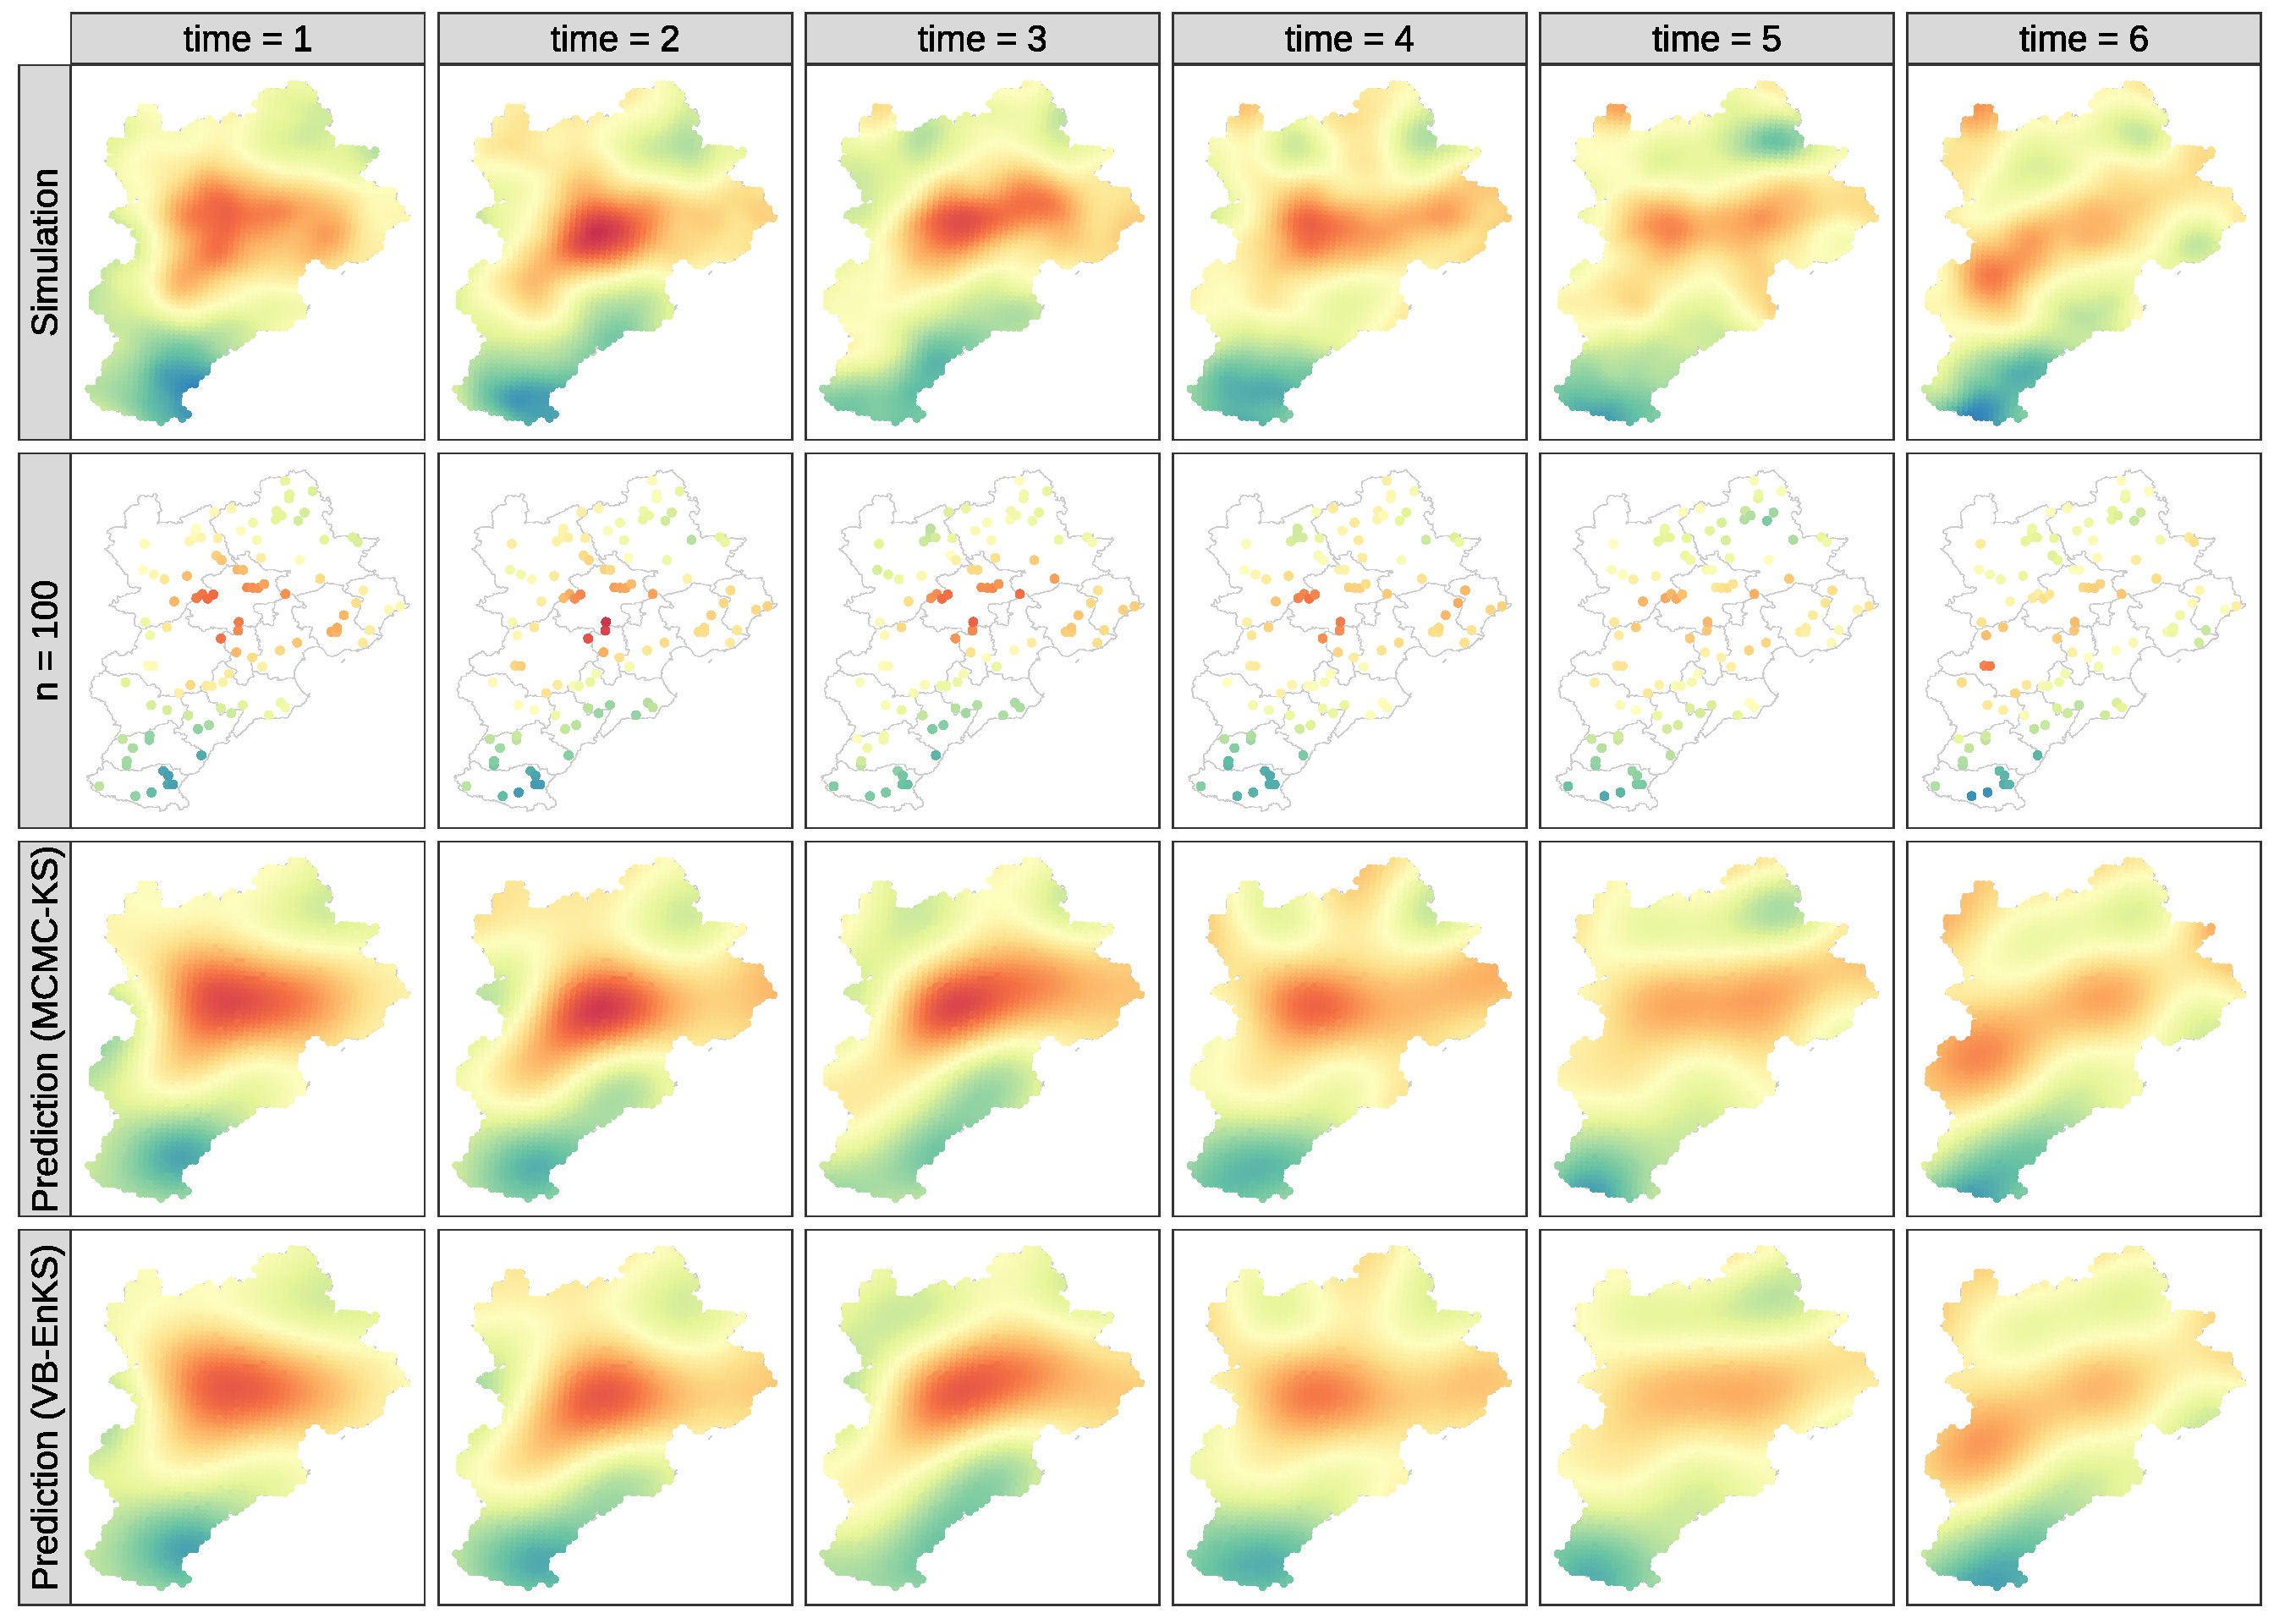 time = 1
time = 2
time = 3
time = 4
time = 5
time = 6
Simulation
n = 100
Prediction (MCMC-KS)
Prediction (VB-EnKS)